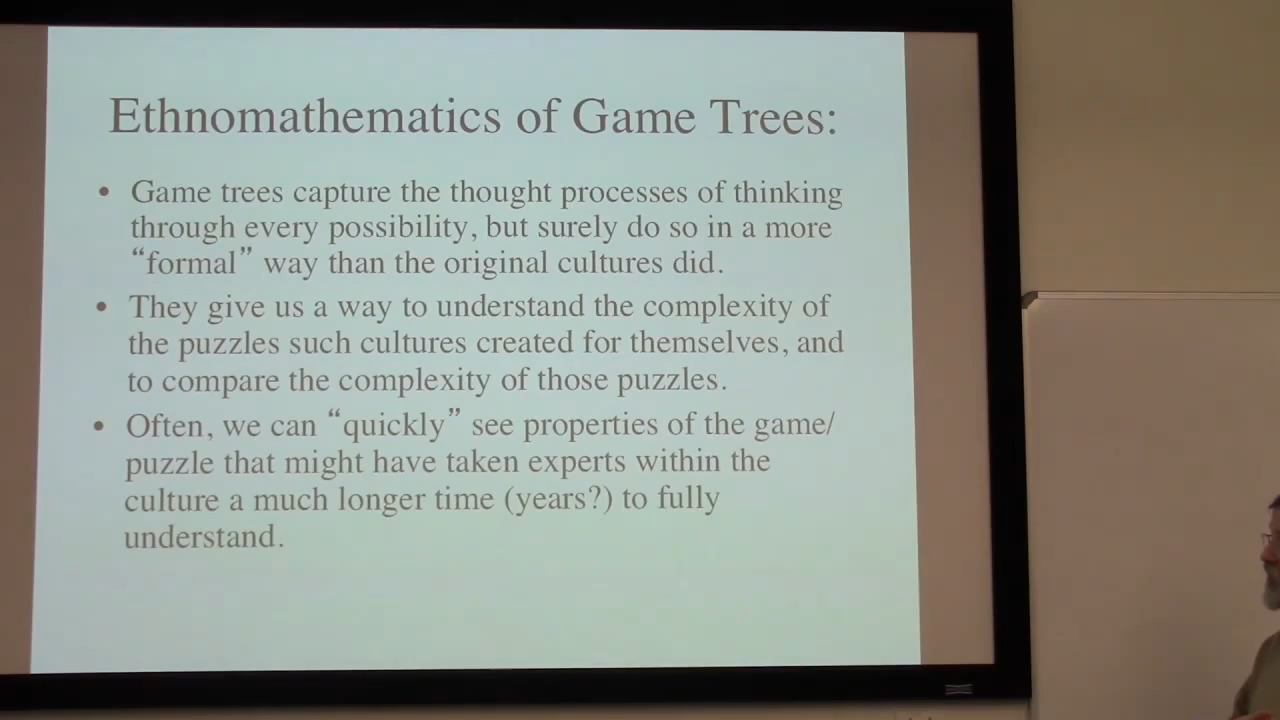 Ethnomathematics of Game Trees:
• Game trees capture the thought processes of thinking
through every possibility, but surely do so in a more
“formal” way than the original cultures did.
• They give us a way to understand the complexity of
the puzzles such cultures created for themselves, and
to compare the complexity of those puzzles.
• Often, we can “quickly” see properties of the game/
puzzle that might have taken experts within the
culture a much longer time (years?) to fully
understand.